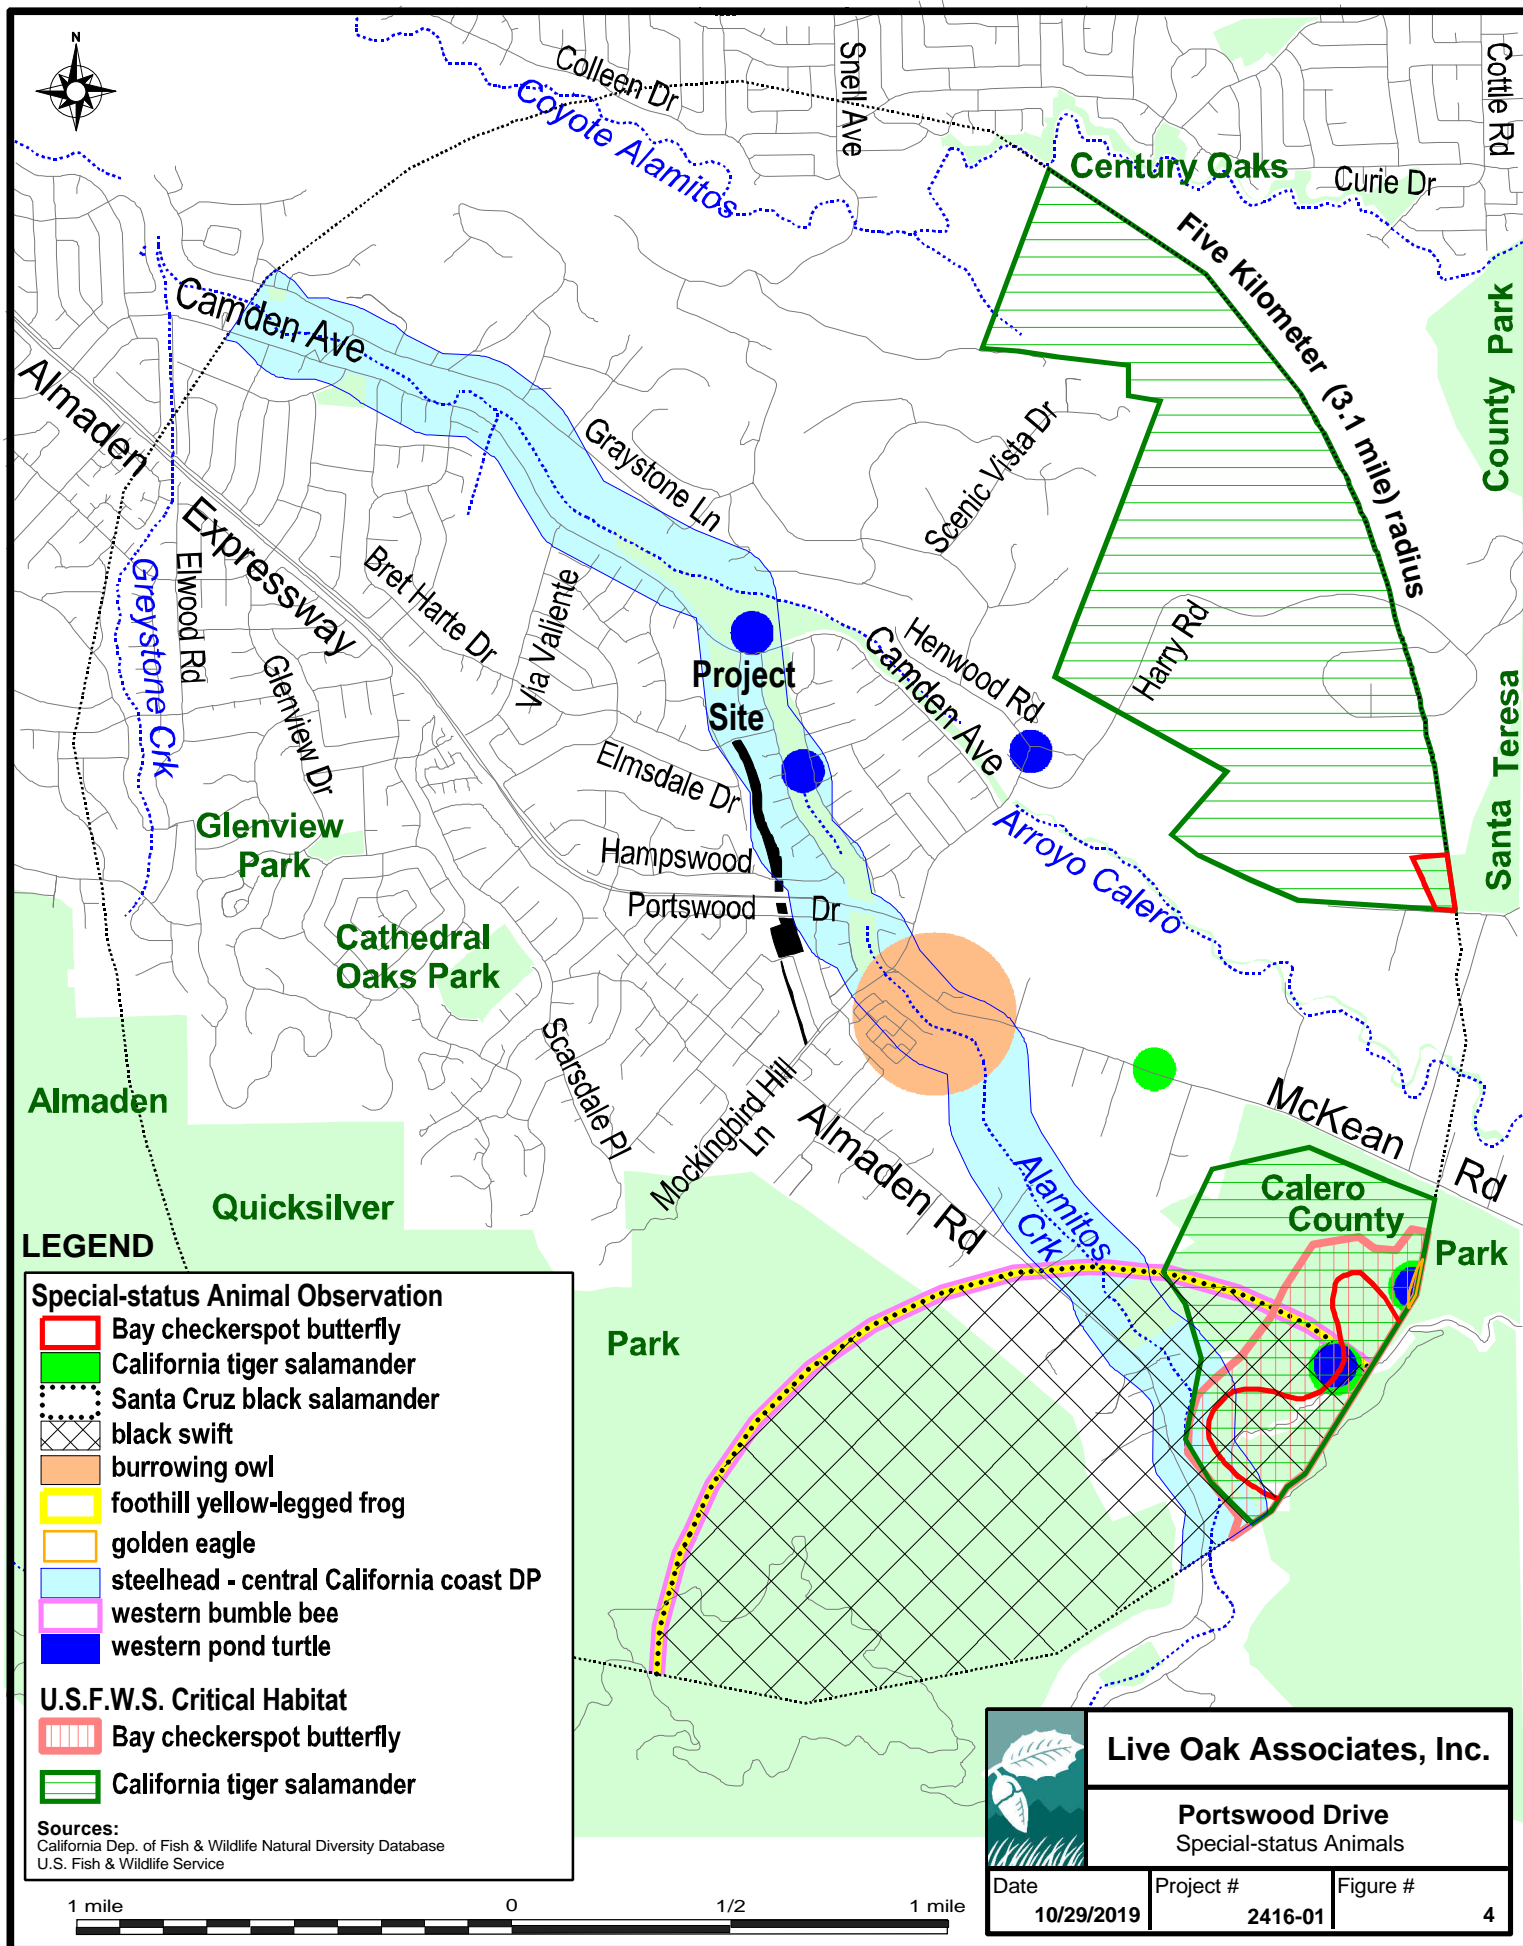 N
Colleen Dr
Snell Ave
Cottle Rd
Coyote Alamitos
Century Oaks
Curie Dr
Five Kilometer (3.1 mile) radius
County Park
Santa Teresa
Camden Ave
Almaden
Expressway
Graystone Ln
Scenic Vista Dr
Greystone Crk
Elwood Rd
Bret Harte Dr
Via Valiente
Glenview Dr
Henwood Rd
Camden Ave
Harry Rd
Project
Site
Elmsdale Dr
Glenview
Park
Hampswood
Portswood Dr
Arroyo Calero
Cathedral
Oaks Park
Scarsdale Pl
Mockingbird Hill
Ln
Almaden Rd
McKean
Rd
Almaden
Quicksilver
Park
Alamitos
Crk
Calero
County
Park
LEGEND
Special-status Animal Observation
Bay checkerspot butterfly
California tiger salamander
Santa Cruz black salamander
black swift
burrowing owl
foothill yellow-legged frog
golden eagle
steelhead - central California coast DP
western bumble bee
western pond turtle
U.S.F.W.S. Critical Habitat
Bay checkerspot butterfly
California tiger salamander
Sources:
California Dep. of Fish & Wildlife Natural Diversity Database
U.S. Fish & Wildlife Service
1 mile 0 1/2 1 mile
Live Oak Associates, Inc.
Portswood Drive
Special-status Animals
Date Project # Figure #
10/29/2019 2416-01 4